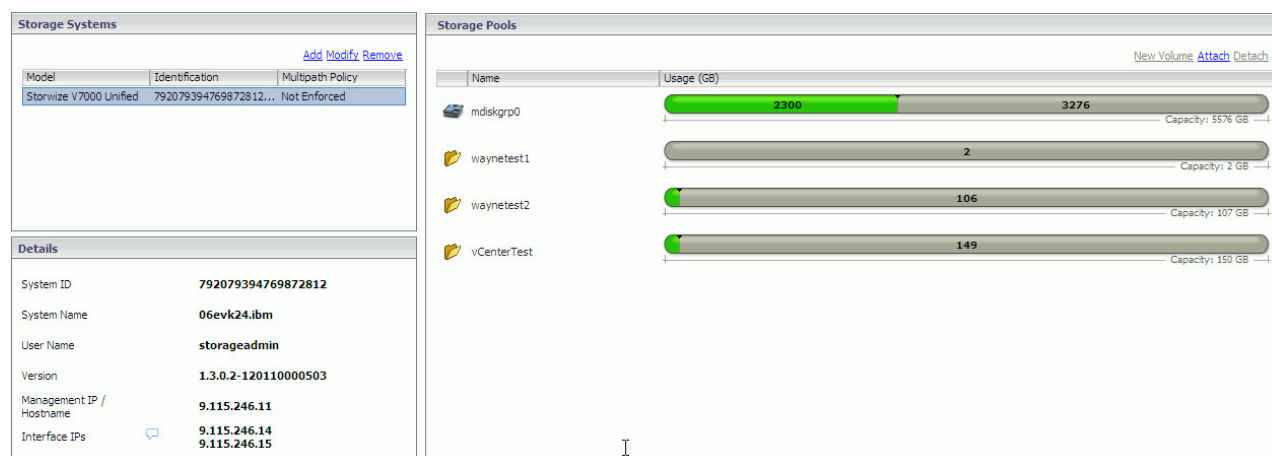 Storage Systems
Add Modify Remove
Model Identification Multipath Policy
Storwize V7000 Unified 792079394769872812... Not Enforced
Details
System ID 792079394769872812
System Name 06evk24.ibm
User Name storageadmin
Version 1.3.0.2-120110000503
Management IP /
Hostname 9.115.246.11
Interface IPs 9.115.246.14
9.115.246.15
Storage Pools
New Volume Attach Detach
Name Usage (GB)
mdiskgrp0 2300 3276
Capacity: 5576 GB
waynetest1 2
Capacity: 2 GB
waynetest2 106
Capacity: 107 GB
vCenterTest 149
Capacity: 150 GB